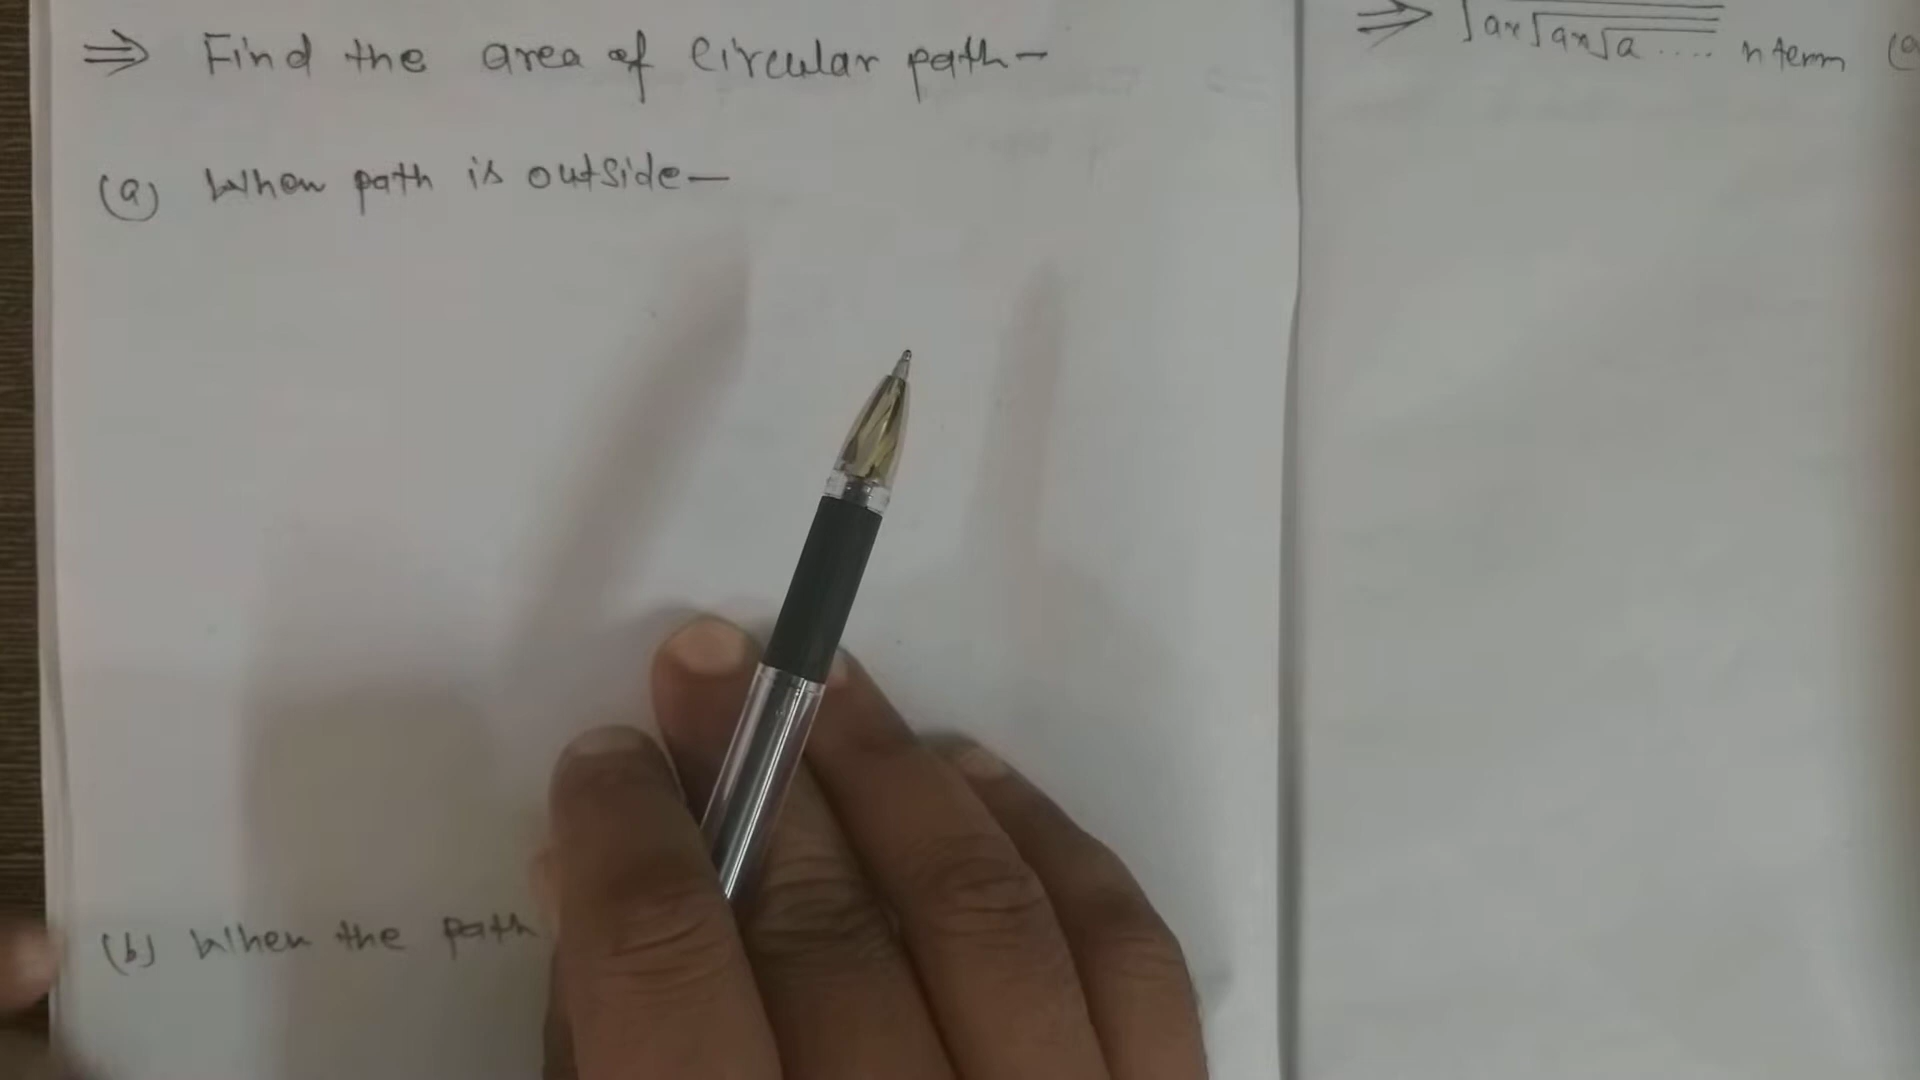 ⇒ Find the area of circular path-
(a) When path is outside-
(b) When the path
⇒ √a×√a×√a .... n term